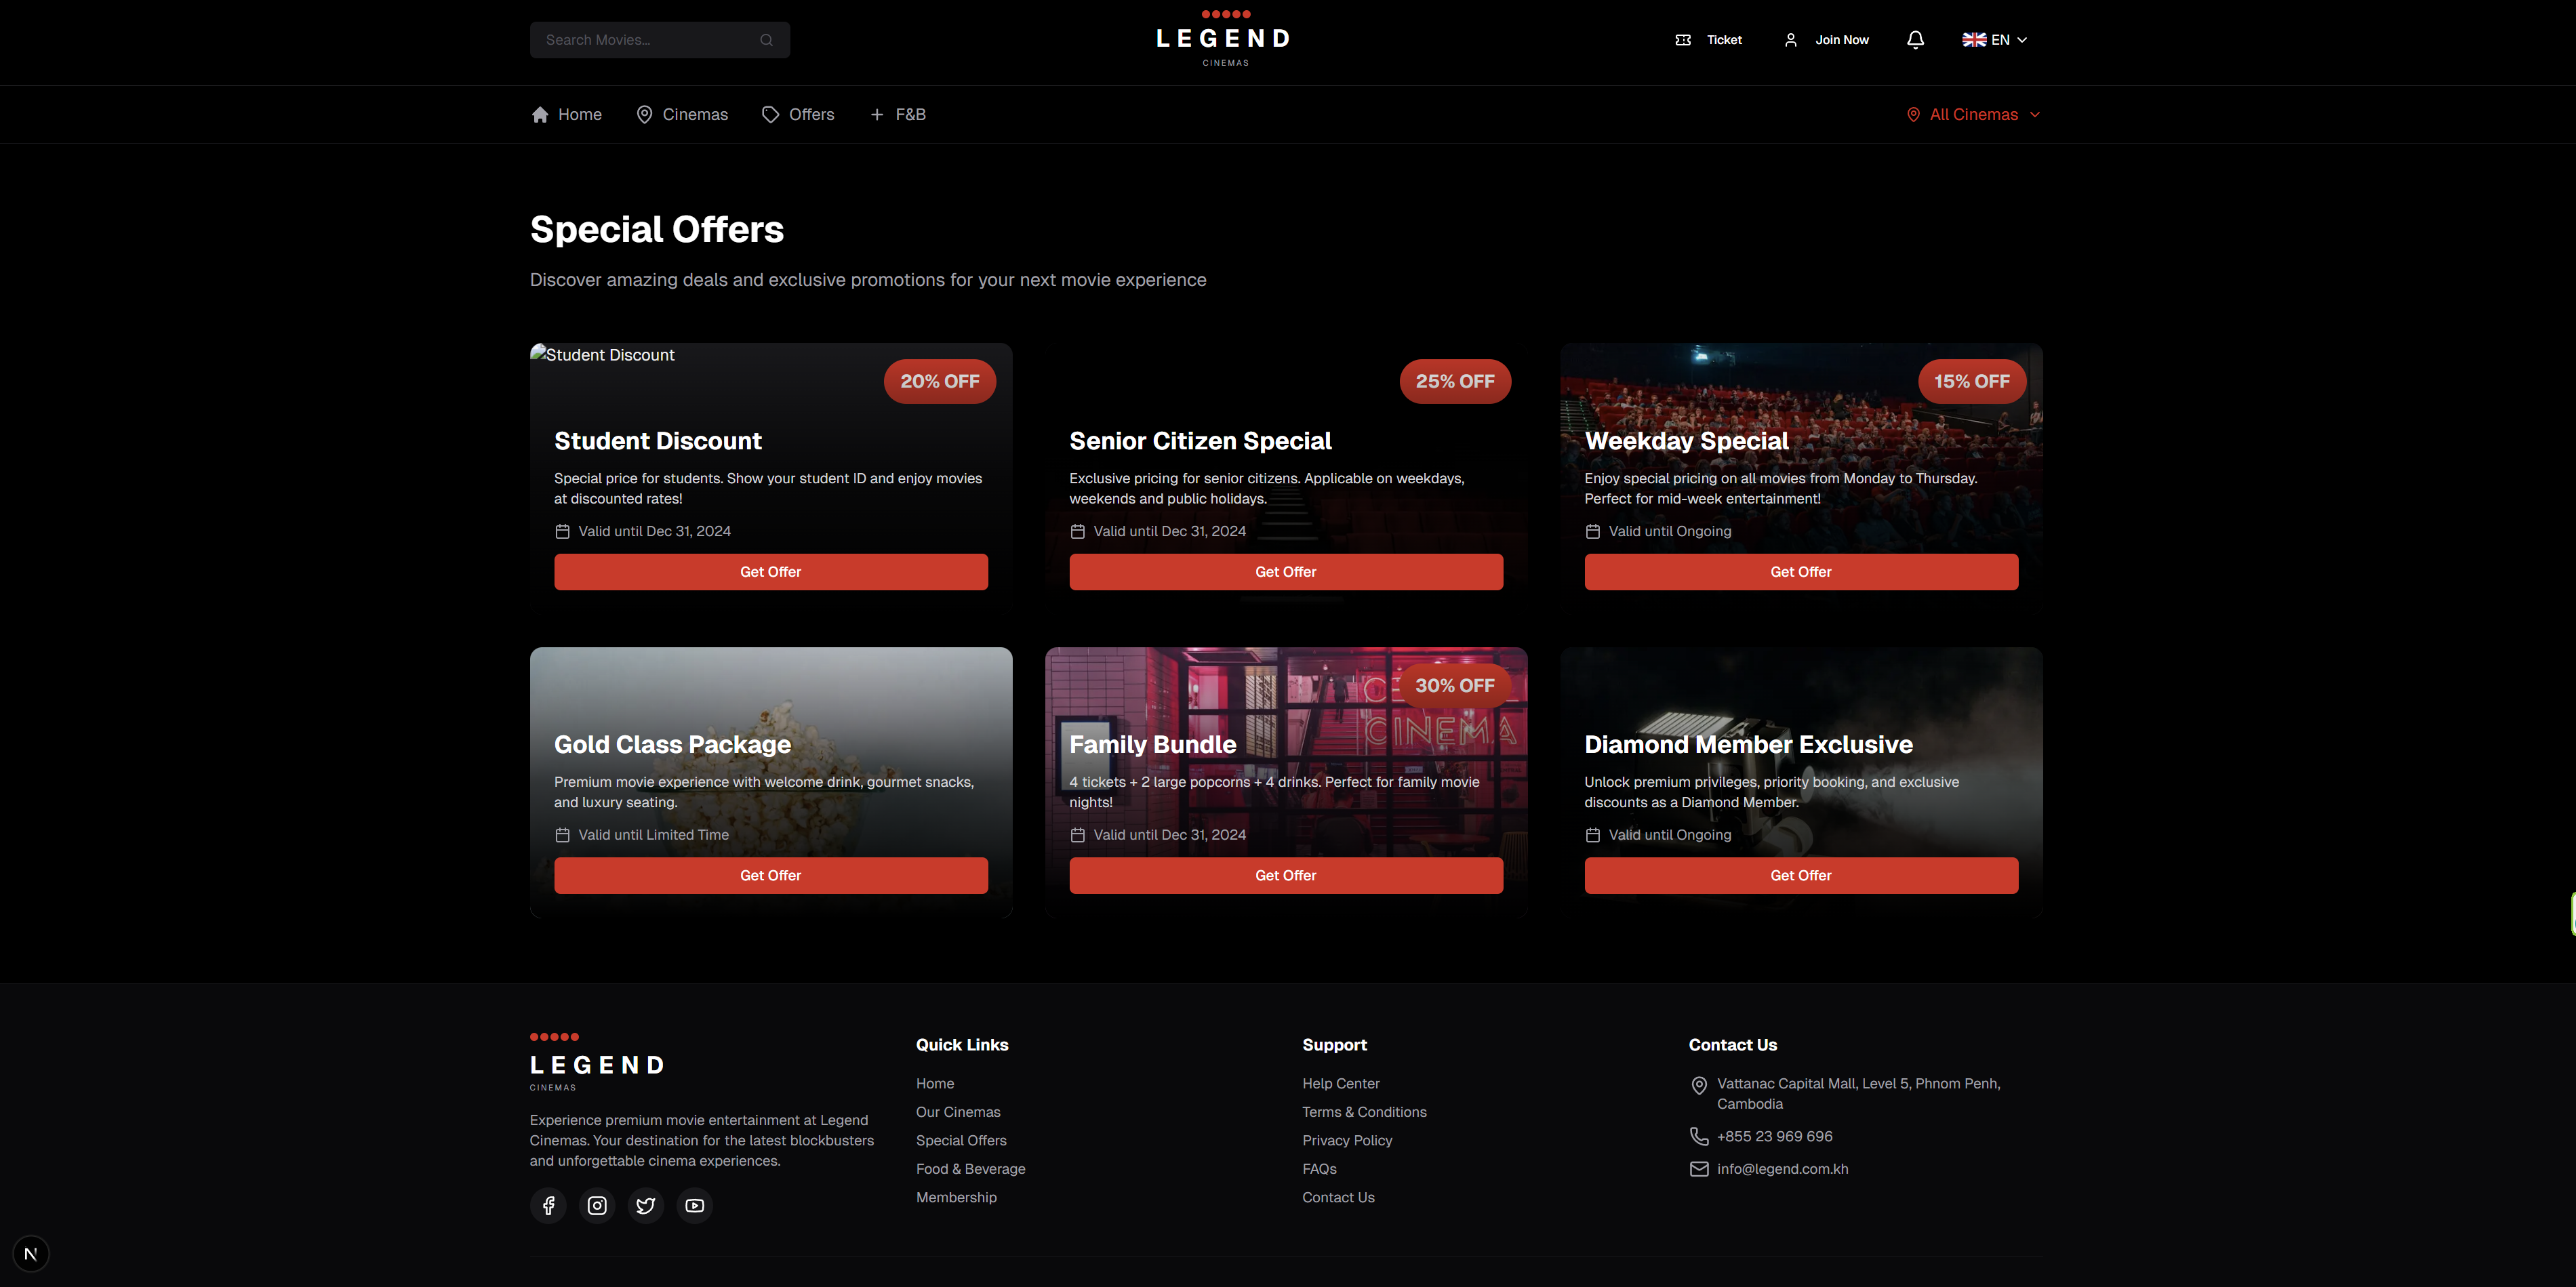 Search Movies...
LEGEND
CINEMAS
Ticket
Join Now
EN
Home
Cinemas
Offers
F&B
All Cinemas
Special Offers
Discover amazing deals and exclusive promotions for your next movie experience
Student Discount
20% OFF
Student Discount
Special price for students. Show your student ID and enjoy movies
at discounted rates!
Valid until Dec 31, 2024
Get Offer
25% OFF
Senior Citizen Special
Exclusive pricing for senior citizens. Applicable on weekdays,
weekends and public holidays.
Valid until Dec 31, 2024
Get Offer
15% OFF
Weekday Special
Enjoy special pricing on all movies from Monday to Thursday.
Perfect for mid-week entertainment!
Valid until Ongoing
Get Offer
Gold Class Package
Premium movie experience with welcome drink, gourmet snacks,
and luxury seating.
Valid until Limited Time
Get Offer
30% OFF
CINEMA
Family Bundle
4 tickets + 2 large popcorns + 4 drinks. Perfect for family movie
nights!
Valid until Dec 31, 2024
Get Offer
Diamond Member Exclusive
Unlock premium privileges, priority booking, and exclusive
discounts as a Diamond Member.
Valid until Ongoing
Get Offer
LEGEND
CINEMAS
Experience premium movie entertainment at Legend
Cinemas. Your destination for the latest blockbusters
and unforgettable cinema experiences.
Quick Links
Home
Our Cinemas
Special Offers
Food & Beverage
Membership
Support
Help Center
Terms & Conditions
Privacy Policy
FAQs
Contact Us
Contact Us
Vattanac Capital Mall, Level 5, Phnom Penh,
Cambodia
+855 23 969 696
info@legend.com.kh
N